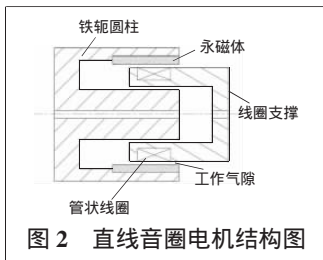 铁轭圆柱
永磁体
线圈支撑
工作气隙
管状线圈
图 2 直线音圈电机结构图